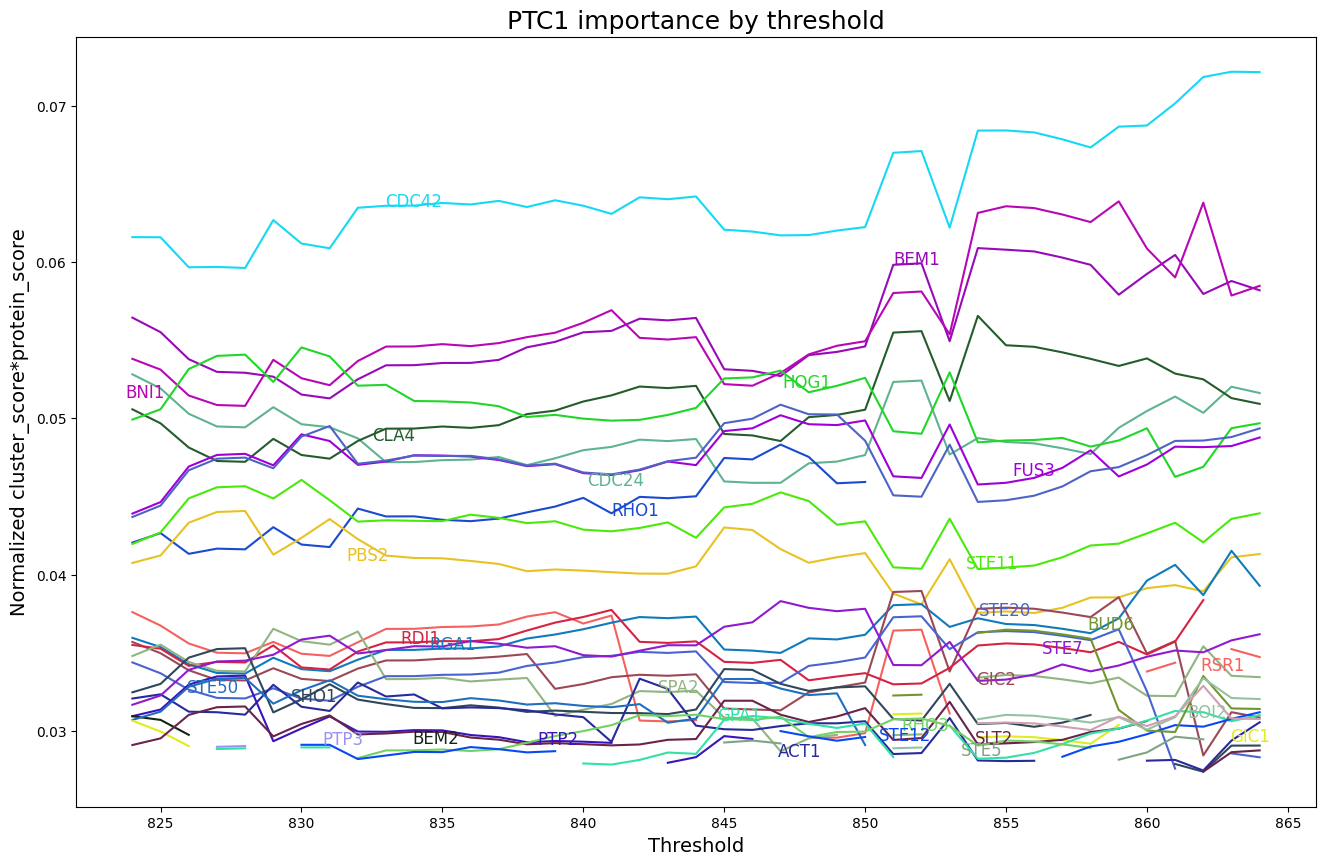 PTC1 importance by threshold
Normalized cluster_score*protein_score
0.07
0.06
0.05
0.04
0.03
CDC42
BEM1
BNI1
HOG1
CLA4
FUS3
CDC24
RHO1
PBS2
STE11
STE20
BUD6
RDI1
RGA1
STE7
RSR1
GIC2
SPA2
STE50
SHO1
BOI2
GPA1
RHO3
STE12
PTP3
BEM2
PTP2
SLT2
GIC1
ACT1
STE5
825
830
835
840
845
850
855
860
865
Threshold